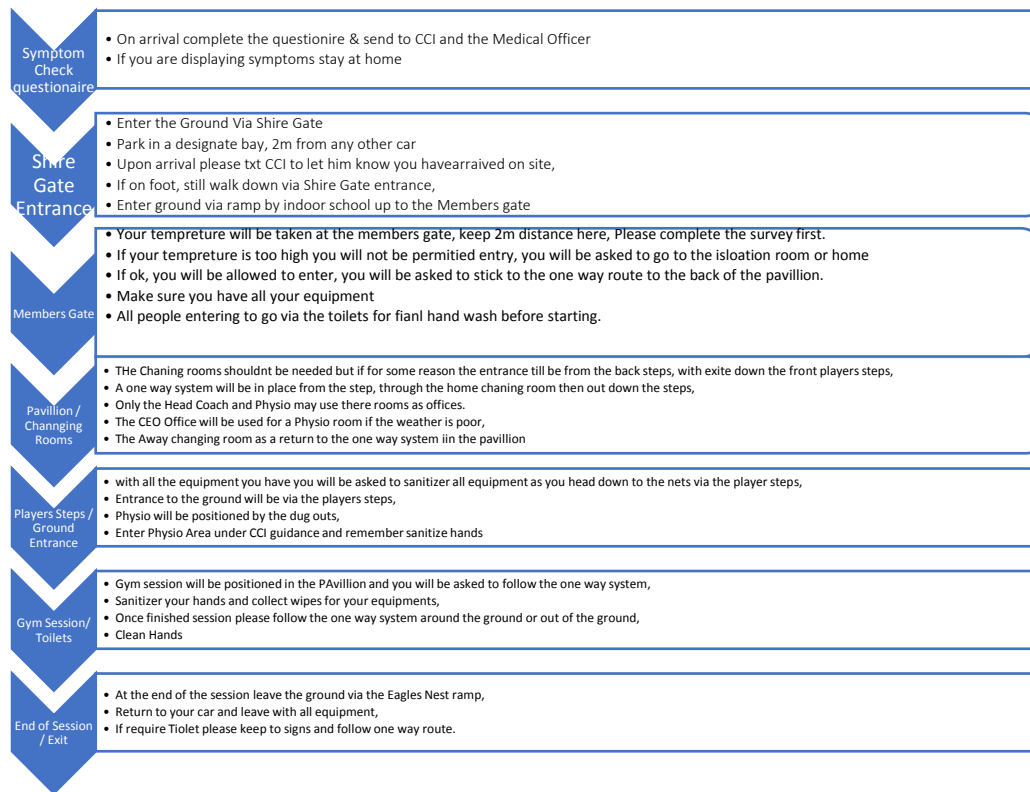 Symptom
Check
questionaire
• On arrival complete the questionire & send to CCI and the Medical Officer
• If you are displaying symptoms stay at home
Shire
Gate
Entrance
• Enter the Ground Via Shire Gate
• Park in a designate bay, 2m from any other car
• Upon arrival please txt CCI to let him know you havearraived on site,
• If on foot, still walk down via Shire Gate entrance,
• Enter ground via ramp by indoor school up to the Members gate
Members Gate
• Your tempreture will be taken at the members gate, keep 2m distance here, Please complete the survey first.
• If your tempreture is too high you will not be permitied entry, you will be asked to go to the isloation room or home
• If ok, you will be allowed to enter, you will be asked to stick to the one way route to the back of the pavillion.
• Make sure you have all your equipment
• All people entering to go via the toilets for fianl hand wash before starting.
Pavillion /
Channging
Rooms
• THe Chaning rooms shouldnt be needed but if for some reason the entrance till be from the back steps, with exite down the front players steps,
• A one way system will be in place from the step, through the home chaning room then out down the steps,
• Only the Head Coach and Physio may use there rooms as offices.
• The CEO Office will be used for a Physio room if the weather is poor,
• The Away changing room as a return to the one way system iin the pavillion
Players Steps /
Ground
Entrance
• with all the equipment you have you will be asked to sanitizer all equipment as you head down to the nets via the player steps,
• Entrance to the ground will be via the players steps,
• Physio will be positioned by the dug outs,
• Enter Physio Area under CCI guidance and remember sanitize hands
Gym Session/
Toilets
• Gym session will be positioned in the PAvillion and you will be asked to follow the one way system,
• Sanitizer your hands and collect wipes for your equipments,
• Once finished session please follow the one way system around the ground or out of the ground,
• Clean Hands
End of Session
/ Exit
• At the end of the session leave the ground via the Eagles Nest ramp,
• Return to your car and leave with all equipment,
• If require Tiolet please keep to signs and follow one way route.